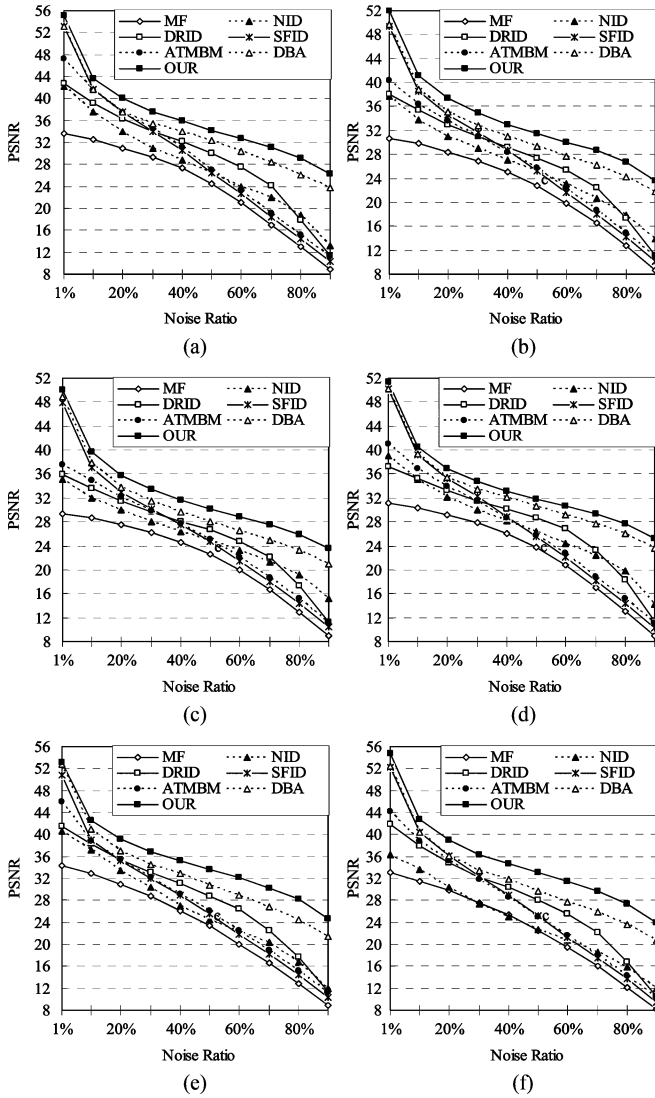 56
52
48
44
40
36
32
28
24
20
16
12
8
PSNR
MF NID
DRID SFID
ATMBM DBA
OUR
1% 20% 40% 60% 80%
Noise Ratio
(a)
52
48
44
40
36
32
28
24
20
16
12
8
PSNR
MF NID
DRID SFID
ATMBM DBA
OUR
c
1% 20% 40% 60% 80%
Noise Ratio
(b)
52
48
44
40
36
32
28
24
20
16
12
8
PSNR
MF NID
DRID SFID
ATMBM DBA
OUR
c
1% 20% 40% 60% 80%
Noise Ratio
(c)
52
48
44
40
36
32
28
24
20
16
12
8
PSNR
MF NID
DRID SFID
ATMBM DBA
OUR
c
1% 20% 40% 60% 80%
Noise Ratio
(d)
56
52
48
44
40
36
32
28
24
20
16
12
8
PSNR
MF NID
DRID SFID
ATMBM DBA
OUR
c
1% 20% 40% 60% 80%
Noise Ratio
(e)
56
52
48
44
40
36
32
28
24
20
16
12
8
PSNR
MF NID
DRID SFID
ATMBM DBA
OUR
c
1% 20% 40% 60% 80%
Noise Ratio
(f)